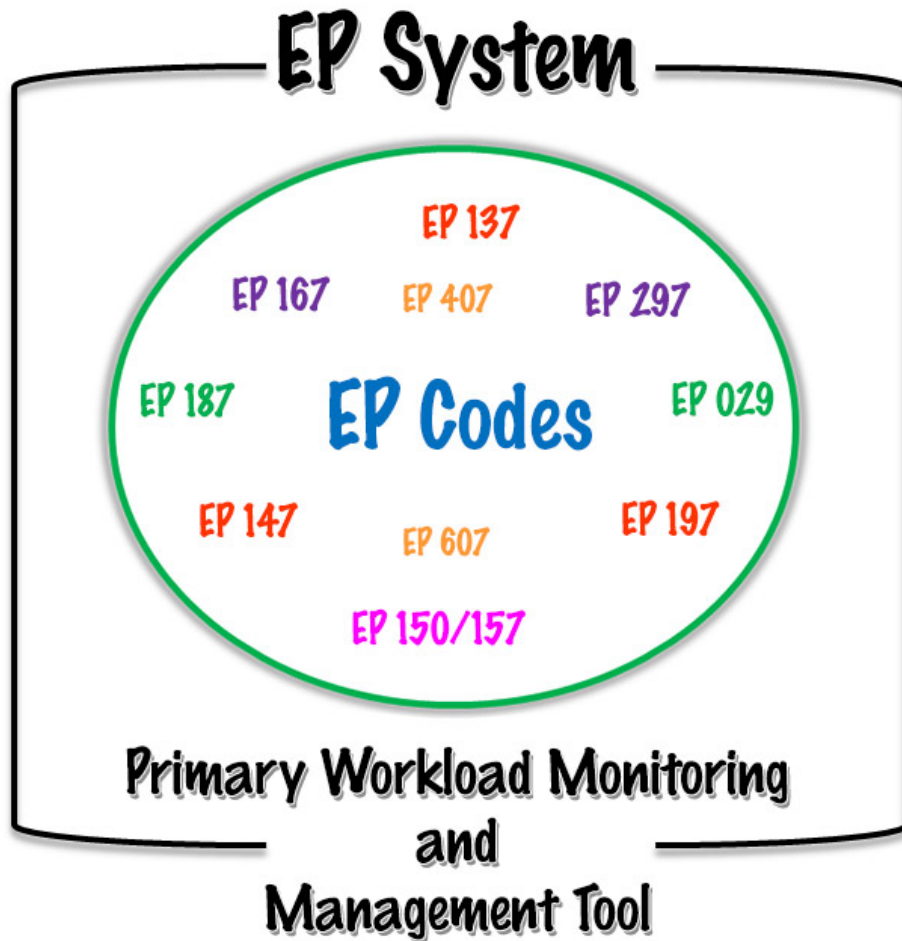 EP System
EP 137
EP 167 EP 407 EP 297
EP 187 EP Codes EP 029
EP 147 EP 607 EP 197
EP 150/157
Primary Workload Monitoring
and
Management Tool